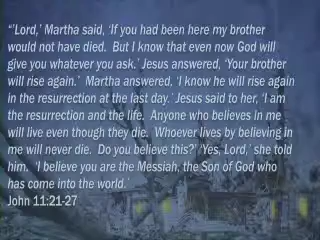 “‘Lord,’ Martha said, ‘If you had been here my brother
would not have died.  But I know that even now God will
give you whatever you ask.’ Jesus answered, ‘Your brother
will rise again.’  Martha answered, ‘I know he will rise again
in the resurrection at the last day.’ Jesus said to her, ‘I am
the resurrection and the life.  Anyone who believes in me
will live even though they die.  Whoever lives by believing in
me will never die.  Do you believe this?’ ‘Yes, Lord,’ she told
him.  ‘I believe you are the Messiah, the Son of God who
has come into the world.’
John 11:21-27